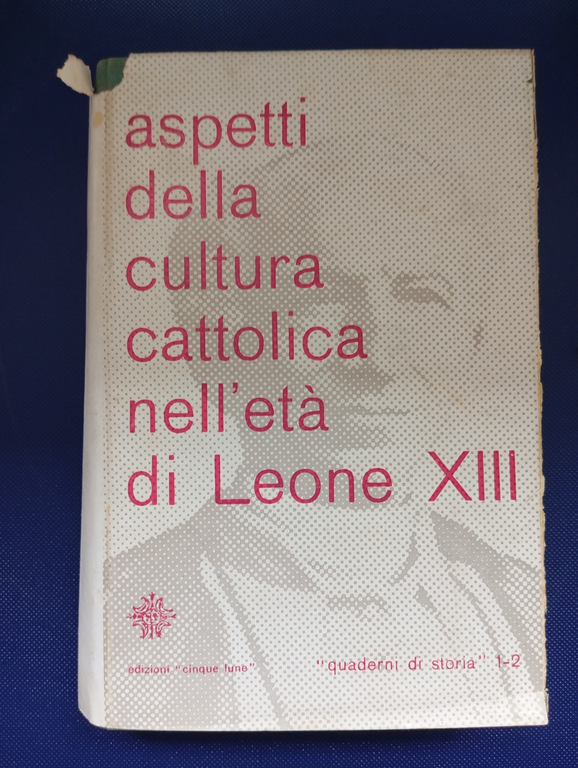 aspetti
della
cultura
cattolica
nell'età
di Leone XIII
edizioni "cinque lune"
"quaderni di storia" 1-2